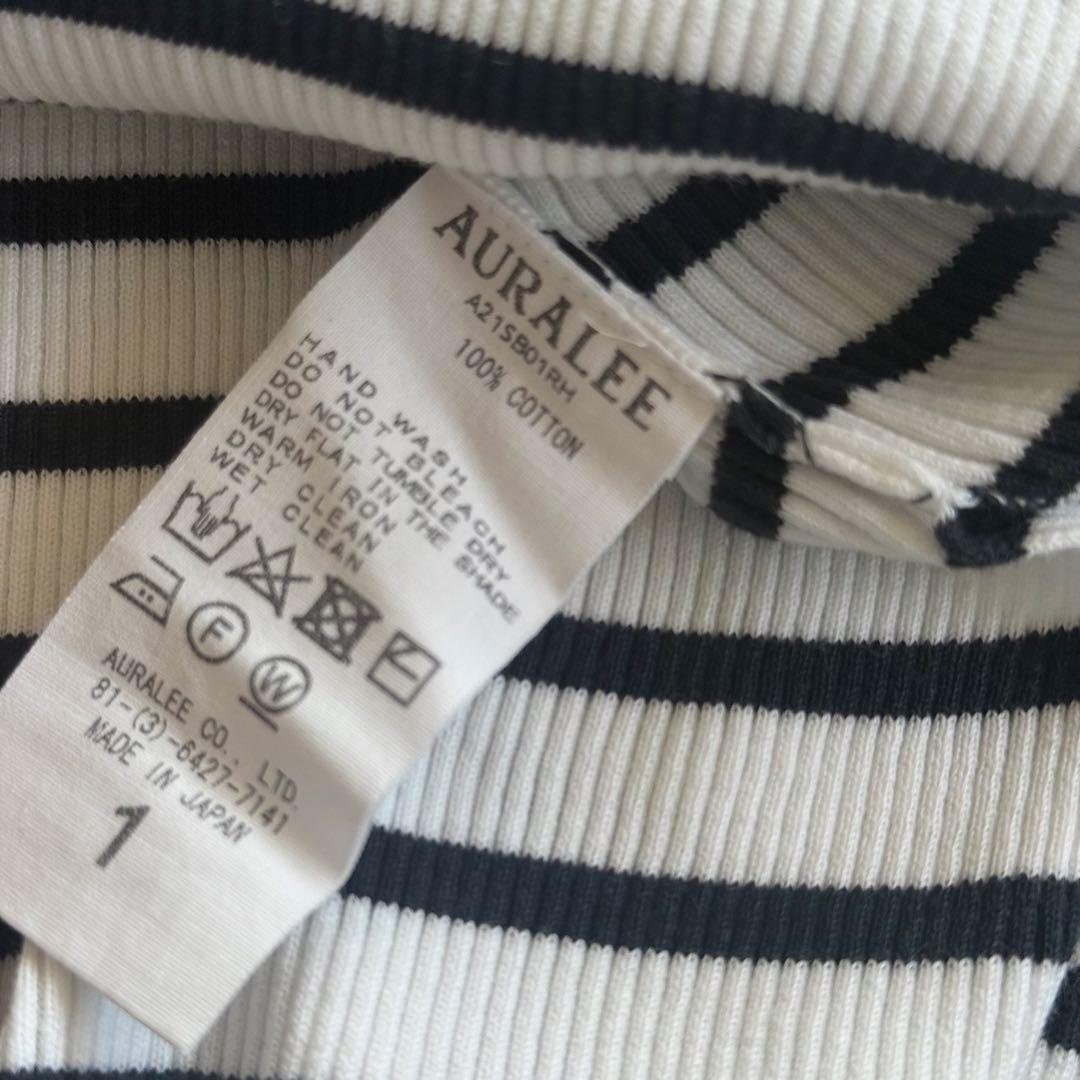 AURALEE
A21SB01RH
100% COTTON
HAND WASH
DO NOT BLEACH
DO NOT TUMBLE DRY
DRY FLAT IN THE SHADE
WARM IRON
DRY CLEAN
WET CLEAN
F
W
AURALEE CO. LTD.
81-(3)-6427-7141
MADE IN JAPAN
1